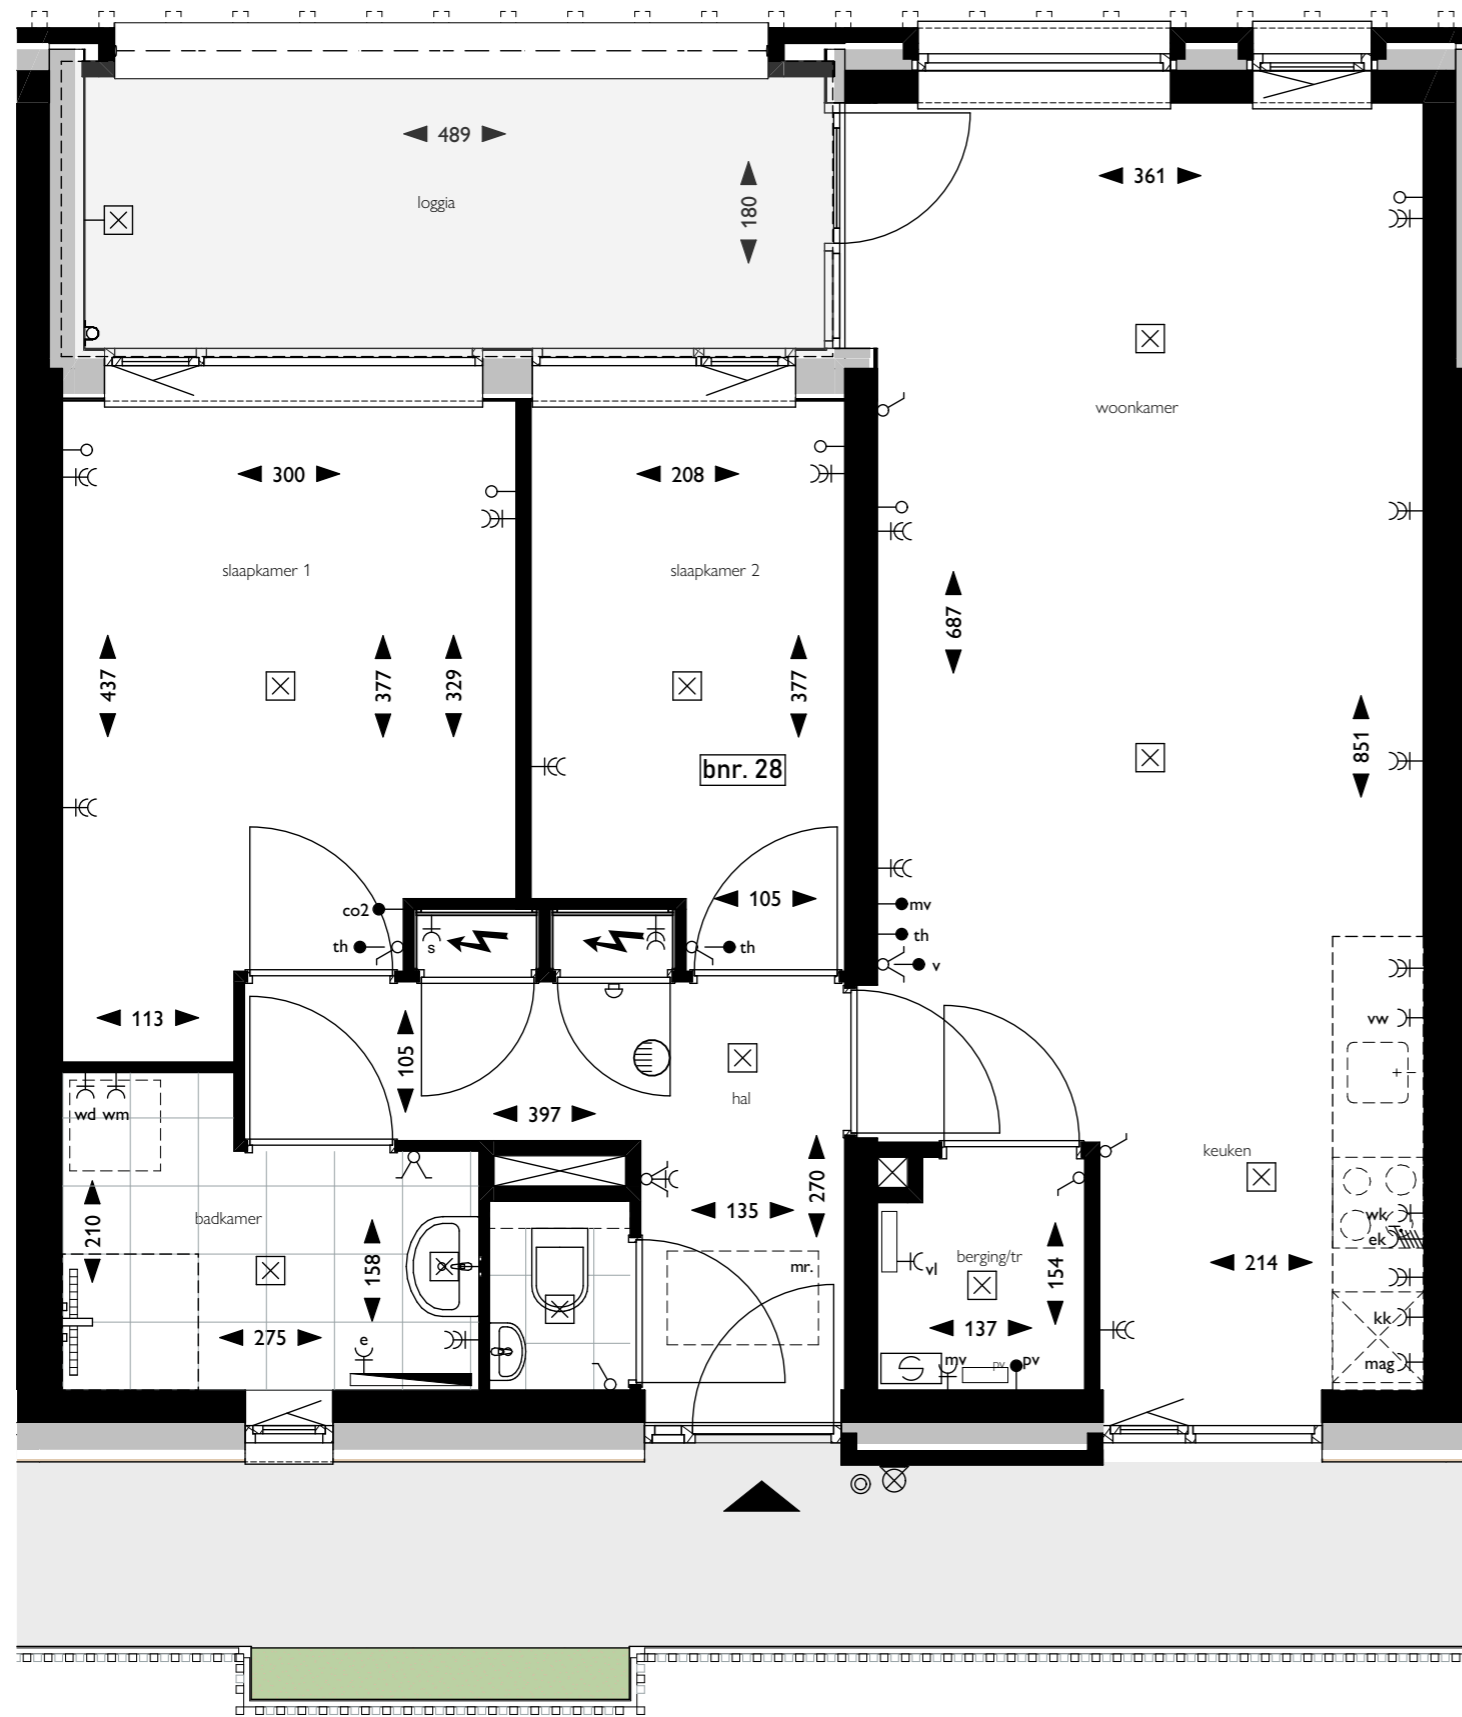 489
180
loggia
361
woonkamer
300
208
slaapkamer 1
slaapkamer 2
687
437
377
329
377
851
bnr. 28
105
co2
mv
th
s
th
th
v
113
105
vw
wd wm
397
hal
keuken
badkamer
210
158
135
270
mr.
wk
ek
berging/tr
vl
154
214
275
e
137
kk
mv
pv
pv
mag